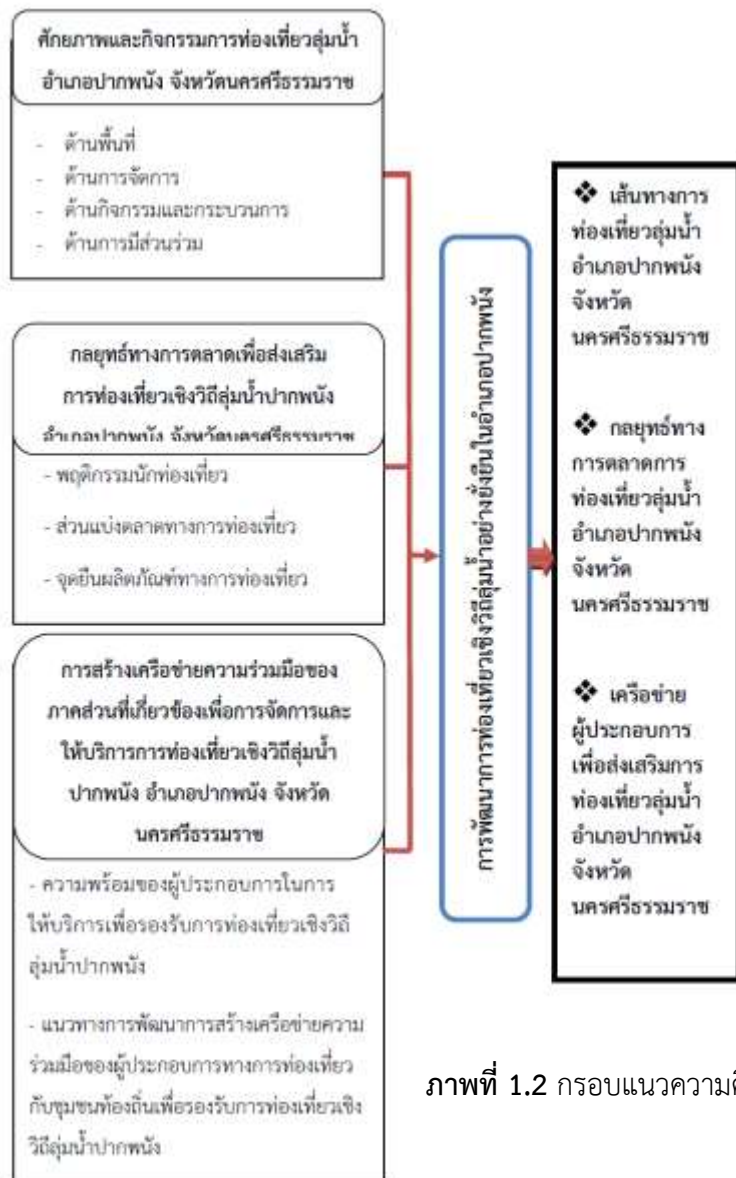 ศักยภาพและกิจกรรมการท่องเที่ยวลุ่มน้ำ
อำเภอปากพนัง จังหวัดนครศรีธรรมราช
- ด้านพื้นที่
- ด้านการจัดการ
- ด้านกิจกรรมและกระบวนการ
- ด้านการมีส่วนร่วม
กลยุทธ์ทางการตลาดเพื่อส่งเสริม
การท่องเที่ยวเชิงวิถีลุ่มน้ำปากพนัง
อำเภอปากพนัง จังหวัดนครศรีธรรมราช
- พฤติกรรมนักท่องเที่ยว
- ส่วนแบ่งตลาดทางการท่องเที่ยว
- จุดยืนผลิตภัณฑ์ทางการท่องเที่ยว
การสร้างเครือข่ายความร่วมมือของ
ภาคส่วนที่เกี่ยวข้องเพื่อการจัดการและ
ให้บริการการท่องเที่ยวเชิงวิถีลุ่มน้ำ
ปากพนัง อำเภอปากพนัง จังหวัด
นครศรีธรรมราช
- ความพร้อมของผู้ประกอบการในการ
ให้บริการเพื่อรองรับการท่องเที่ยวเชิงวิถี
ลุ่มน้ำปากพนัง
- แนวทางการพัฒนาการสร้างเครือข่ายความ
ร่วมมือของผู้ประกอบการทางการท่องเที่ยว
กับชุมชนท้องถิ่นเพื่อรองรับการท่องเที่ยวเชิง
วิถีลุ่มน้ำปากพนัง
การพัฒนาการท่องเที่ยวเชิงวิถีลุ่มน้ำอย่างยั่งยืนในอำเภอปากพนัง
❖ เส้นทางการ
ท่องเที่ยวลุ่มน้ำ
อำเภอปากพนัง
จังหวัด
นครศรีธรรมราช
❖ กลยุทธ์ทาง
การตลาดการ
ท่องเที่ยวลุ่มน้ำ
อำเภอปากพนัง
จังหวัด
นครศรีธรรมราช
❖ เครือข่าย
ผู้ประกอบการ
เพื่อส่งเสริมการ
ท่องเที่ยวลุ่มน้ำ
อำเภอปากพนัง
จังหวัด
นครศรีธรรมราช
ภาพที่ 1.2 กรอบแนวความ